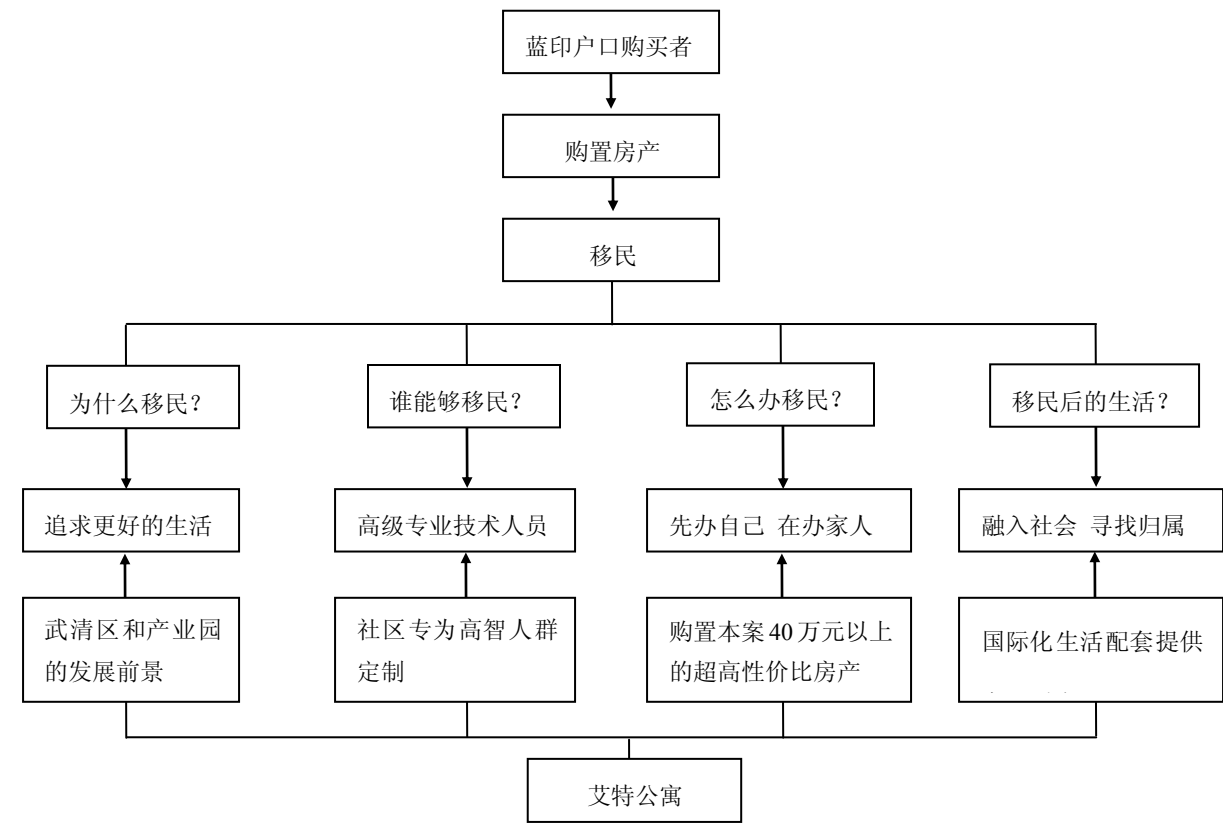 蓝印户口购买者
购置房产
移民
为什么移民？
谁能够移民？
怎么办移民？
移民后的生活？
追求更好的生活
高级专业技术人员
先办自己 在办家人
融入社会 寻找归属
武清区和产业园
的发展前景
社区专为高智人群
定制
购置本案40万元以上
的超高性价比房产
国际化生活配套提供
艾特公寓